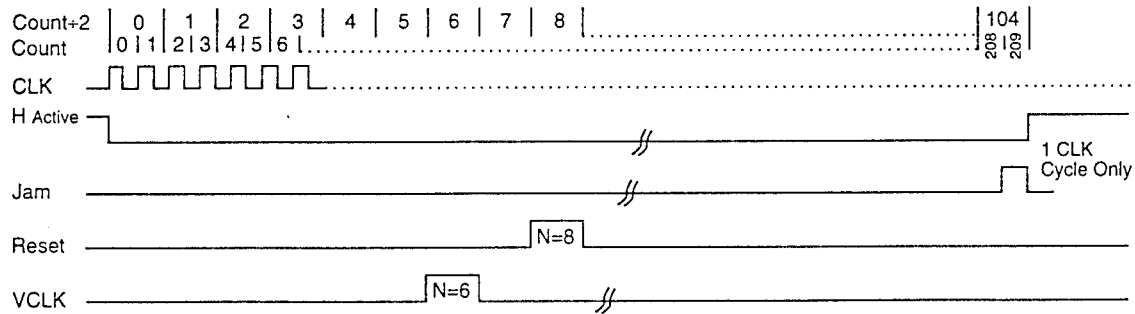 Count÷2 | 0 | 1 | 2 | 3 | 4 | 5 | 6 | 7 | 8 | 104
Count 0 | 1 | 2 | 3 | 4 | 5 | 6 | 208 | 209
CLK
H Active
1 CLK
Cycle Only
Jam
Reset N=8
VCLK N=6